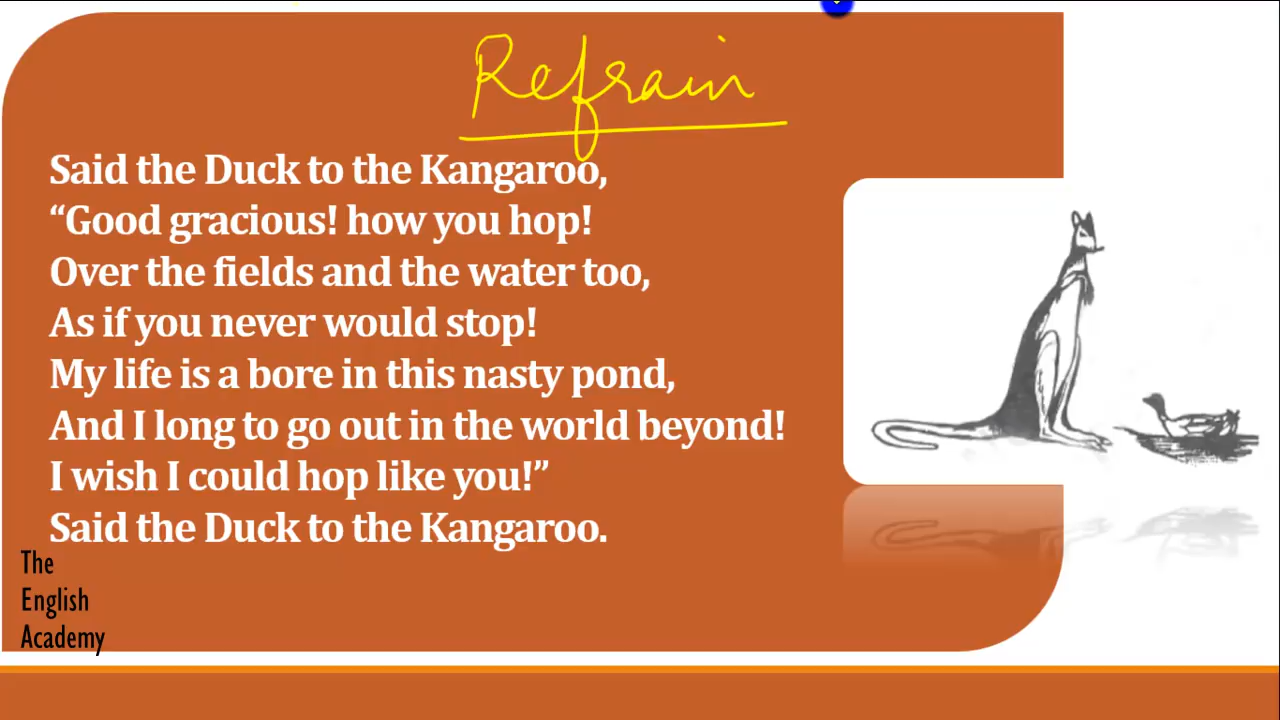 Refrain
Said the Duck to the Kangaroo,
“Good gracious! how you hop!
Over the fields and the water too,
As if you never would stop!
My life is a bore in this nasty pond,
And I long to go out in the world beyond!
I wish I could hop like you!”
Said the Duck to the Kangaroo.
The
English
Academy